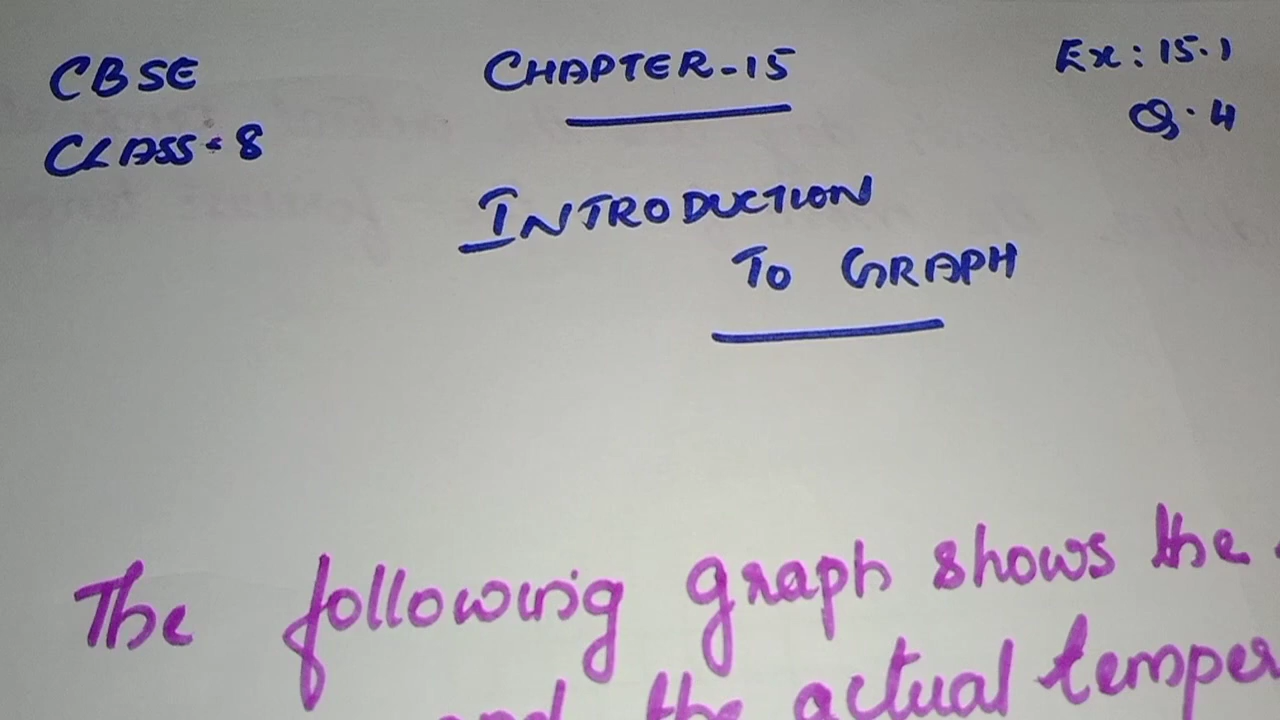 CBSE CHAPTER-15 Ex: 15.1
CLASS: 8 Q. 4
INTRODUCTION
TO GRAPH
The following graph shows the
and the actual temper